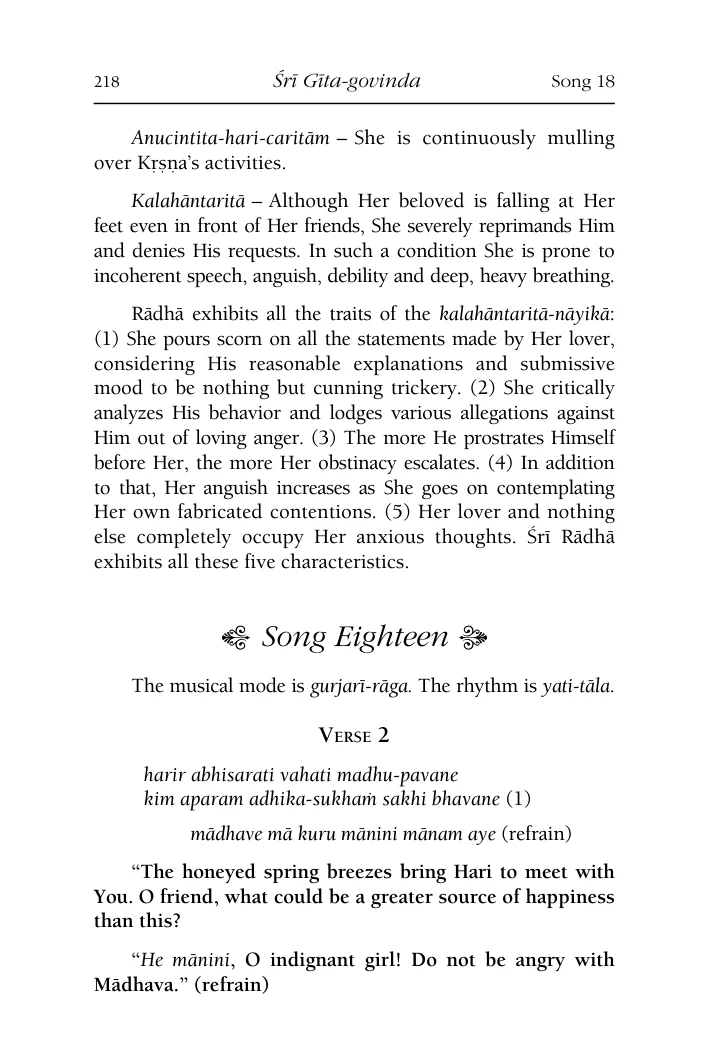 218 Śrī Gīta-govinda Song 18
Anucintita-hari-caritām – She is continuously mulling
over Kṛṣṇa's activities.
Kalahāntaritā – Although Her beloved is falling at Her
feet even in front of Her friends, She severely reprimands Him
and denies His requests. In such a condition She is prone to
incoherent speech, anguish, debility and deep, heavy breathing.
Rādhā exhibits all the traits of the kalahāntaritā-nāyikā:
(1) She pours scorn on all the statements made by Her lover,
considering His reasonable explanations and submissive
mood to be nothing but cunning trickery. (2) She critically
analyzes His behavior and lodges various allegations against
Him out of loving anger. (3) The more He prostrates Himself
before Her, the more Her obstinacy escalates. (4) In addition
to that, Her anguish increases as She goes on contemplating
Her own fabricated contentions. (5) Her lover and nothing
else completely occupy Her anxious thoughts. Śrī Rādhā
exhibits all these five characteristics.
Song Eighteen
The musical mode is gurjarī-rāga. The rhythm is yati-tāla.
Verse 2
harir abhisarati vahati madhu-pavane
kim aparam adhika-sukhaṁ sakhi bhavane (1)
mādhave mā kuru mānini mānam aye (refrain)
“The honeyed spring breezes bring Hari to meet with
You. O friend, what could be a greater source of happiness
than this?
“He mānini, O indignant girl! Do not be angry with
Mādhava.” (refrain)